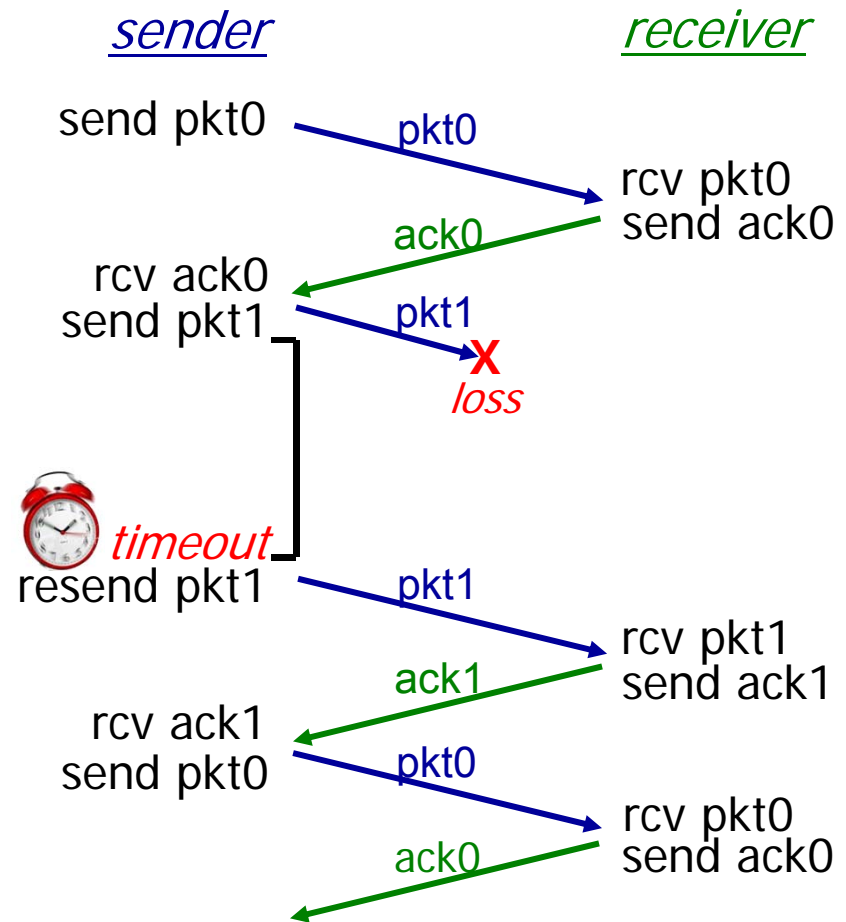 sender receiver
send pkt0
pkt0
rcv pkt0
send ack0
ack0
rcv ack0
send pkt1
pkt1
X
loss
timeout
resend pkt1
pkt1
rcv pkt1
send ack1
ack1
rcv ack1
send pkt0
pkt0
rcv pkt0
send ack0
ack0